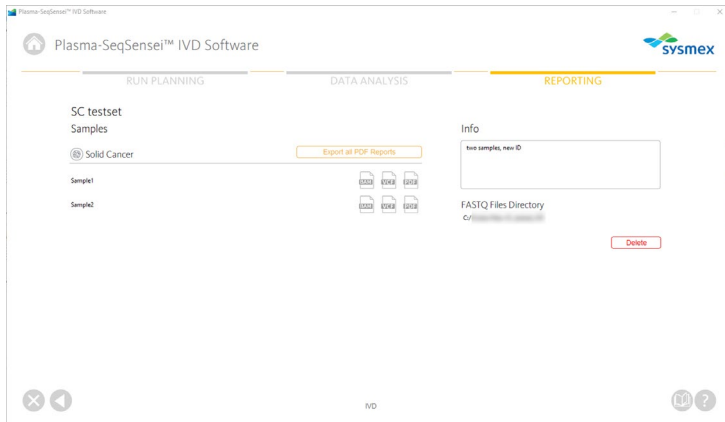 Plasma-SeqSensei™ IVD Software
Plasma-SeqSensei™ IVD Software
sysmex
RUN PLANNING
DATA ANALYSIS
REPORTING
SC testset
Samples
Info
Solid Cancer
Export all PDF Reports
two samples, new ID
Sample1
BAM VCF PDF
Sample2
BAM VCF PDF
FASTQ Files Directory
C:/
Delete
IVD
?